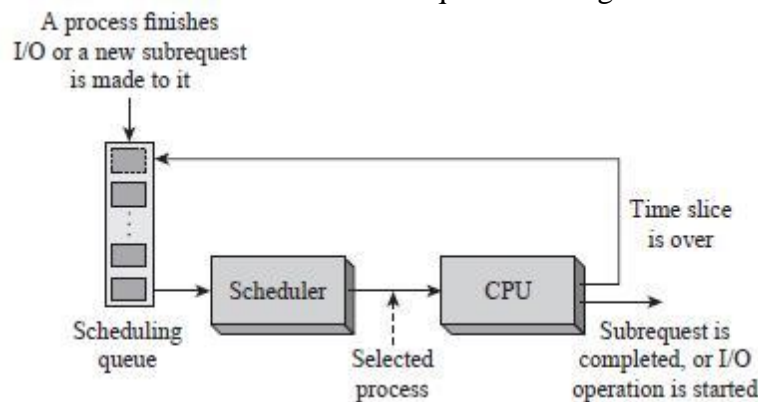 A process finishes
I/O or a new subrequest
is made to it
Time slice
is over
Scheduler
CPU
Scheduling
queue
Selected
process
Subrequest is
completed, or I/O
operation is started